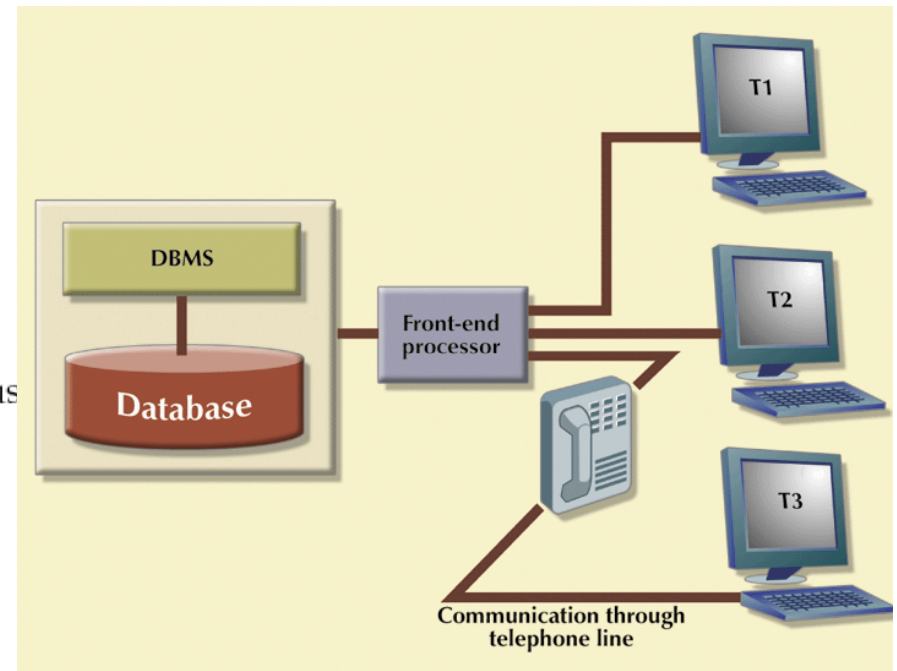 T1
DBMS
T2
Front-end
processor
Database
T3
Communication through
telephone line